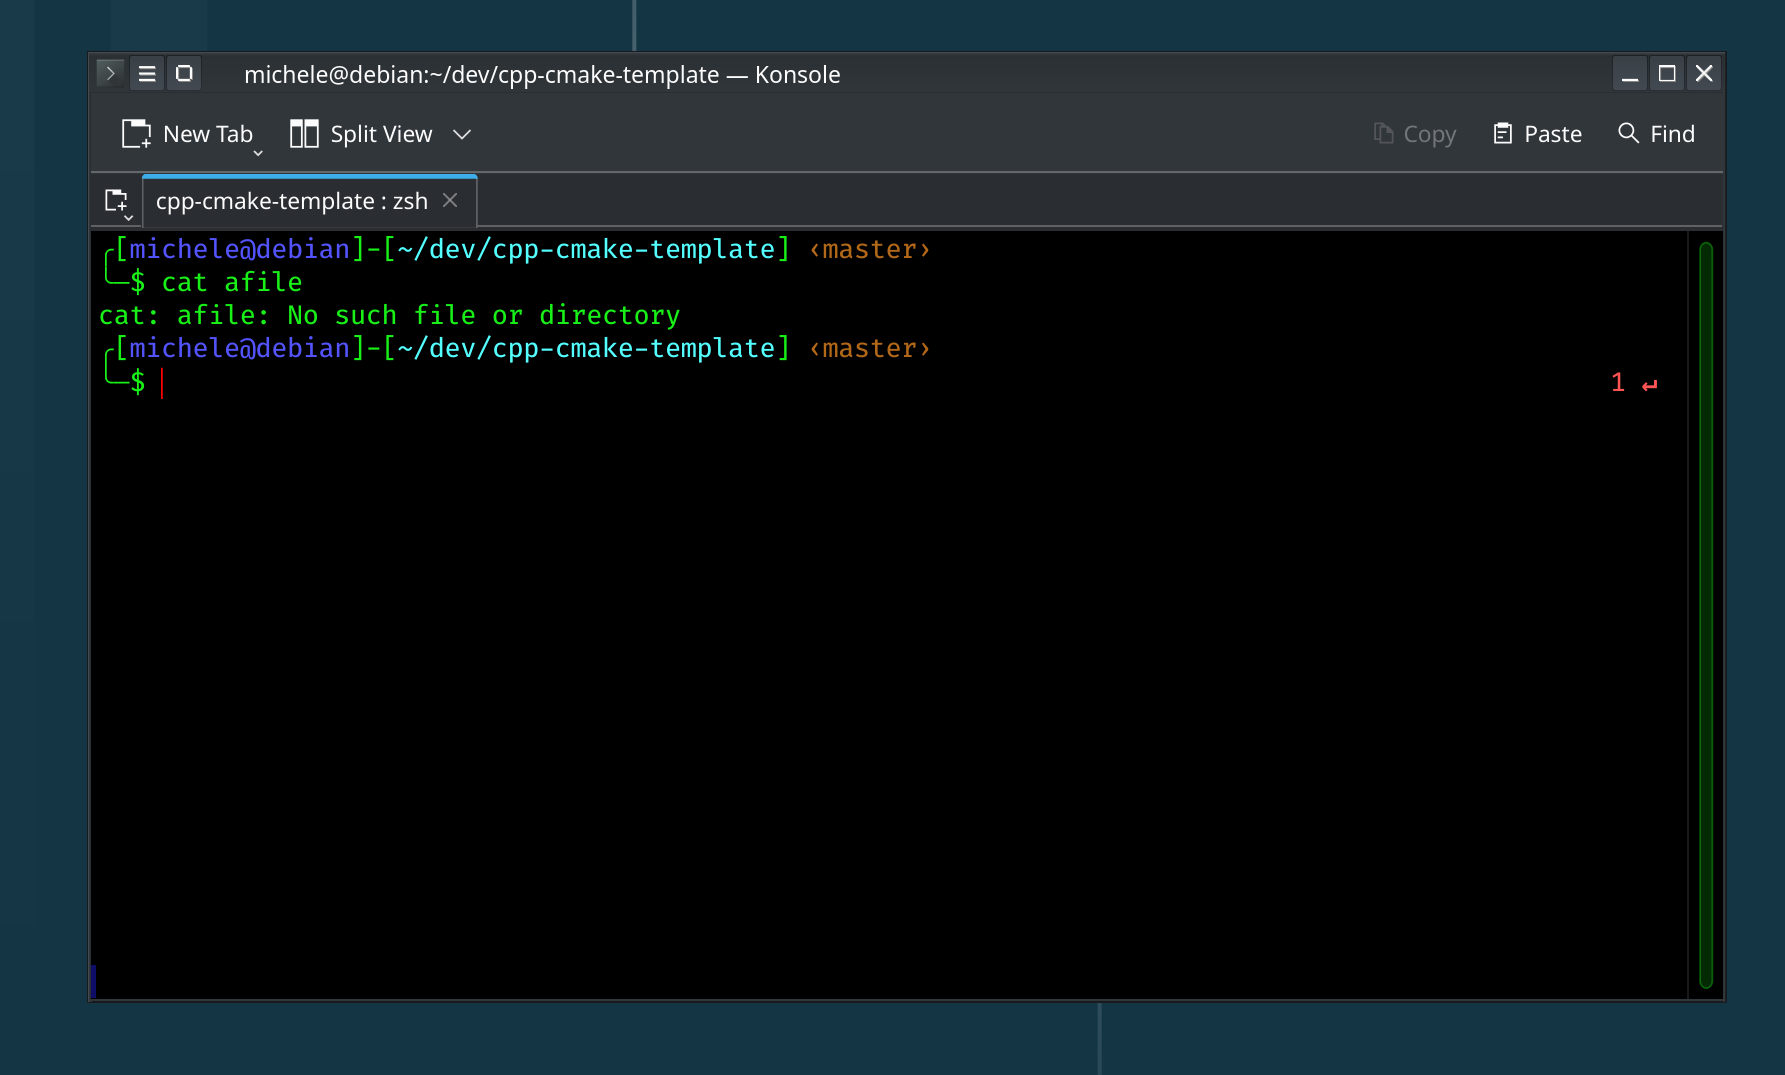 michele@debian:~/dev/cpp-cmake-template — Konsole
New Tab Split View Copy Paste Find
cpp-cmake-template : zsh
╭[michele@debian]-[~/dev/cpp-cmake-template] ‹master›
╰─$ cat afile
cat: afile: No such file or directory
╭[michele@debian]-[~/dev/cpp-cmake-template] ‹master›
╰─$ 1 ↵